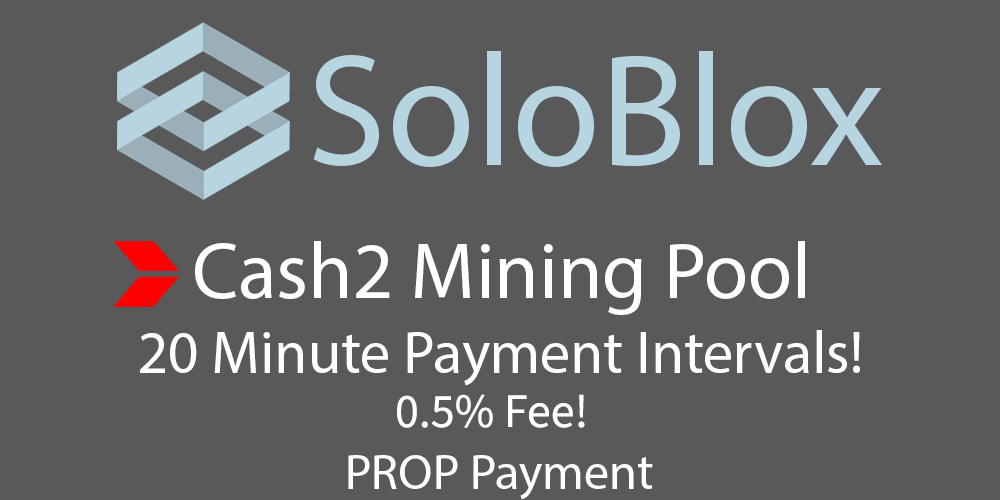 SoloBlox
Cash2 Mining Pool
20 Minute Payment Intervals!
0.5% Fee!
PROP Payment